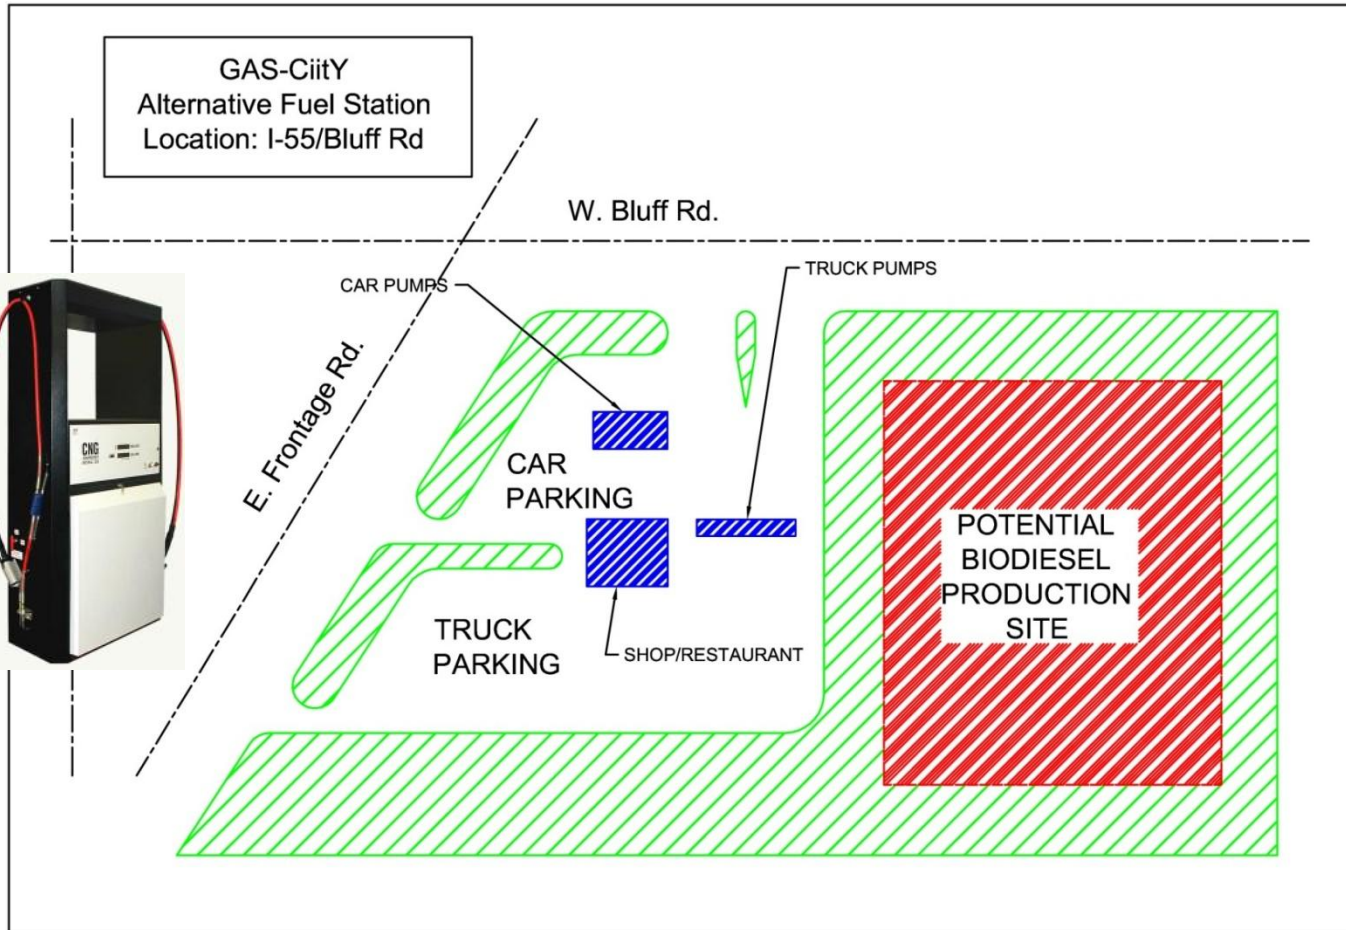 GAS-CiitY
Alternative Fuel Station
Location: I-55/Bluff Rd
W. Bluff Rd.
CAR PUMPS
TRUCK PUMPS
E. Frontage Rd.
CNG
CAR
PARKING
POTENTIAL
BIODIESEL
PRODUCTION
SITE
TRUCK
PARKING
SHOP/RESTAURANT